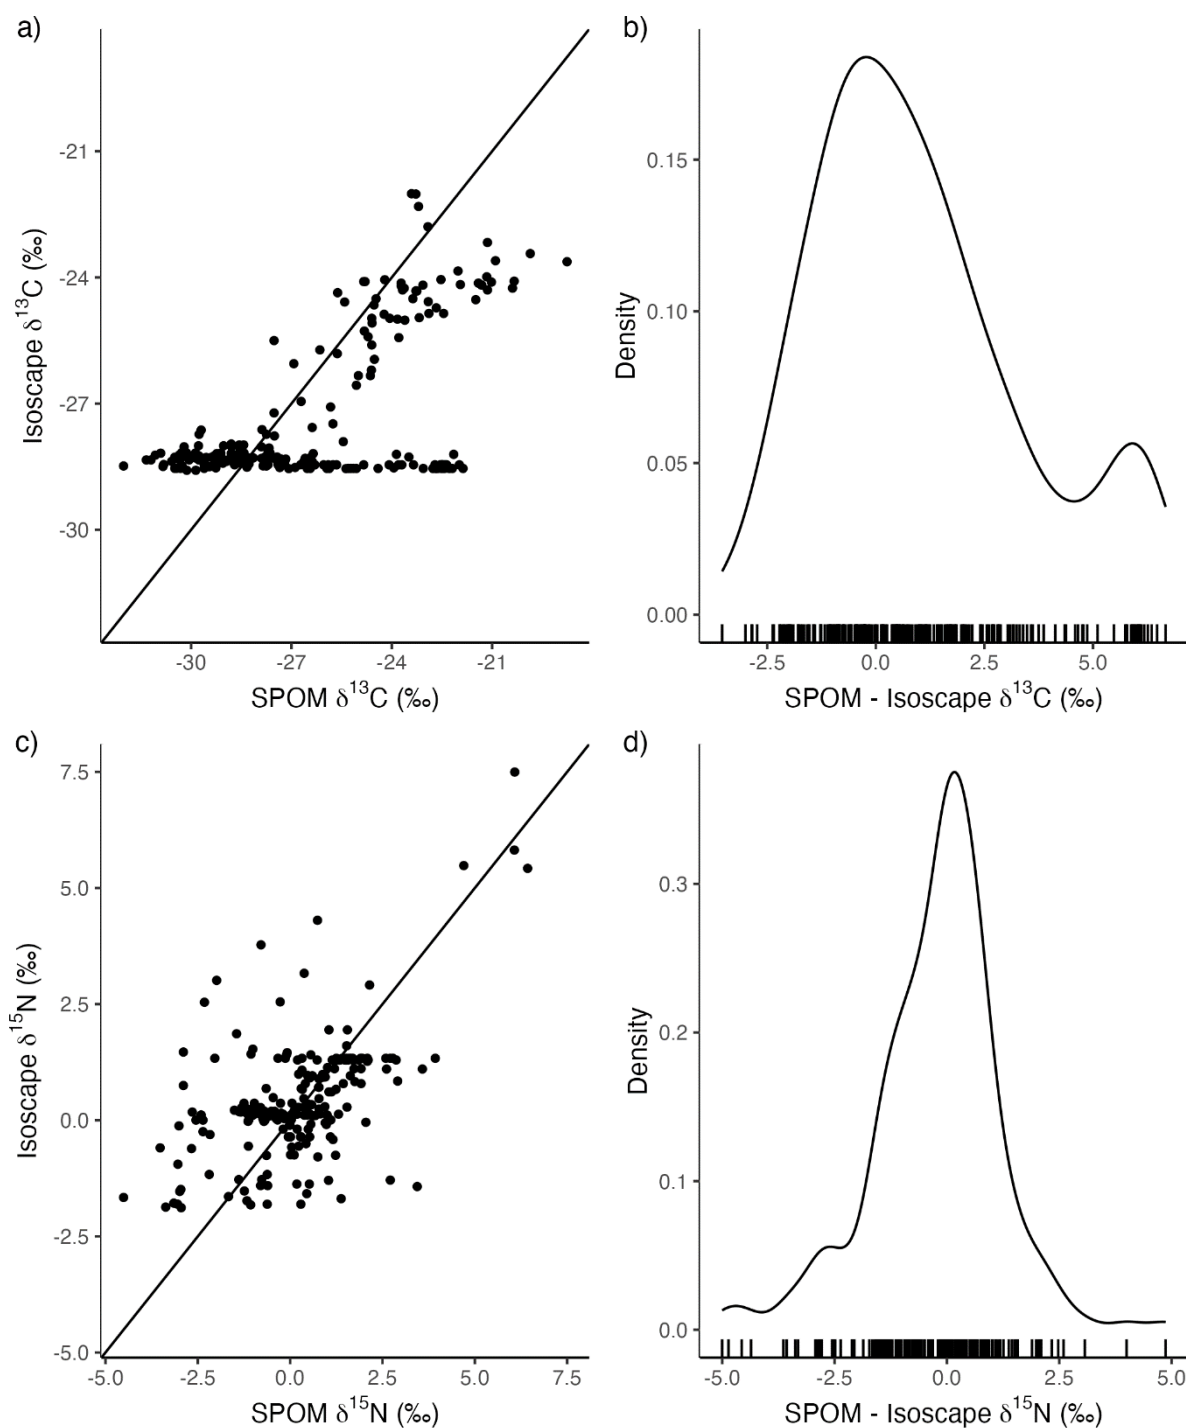 a)
-21
-24
-27
-30
Isoscape δ¹³C (‰)
-30 -27 -24 -21
SPOM δ¹³C (‰)
b)
0.15
0.10
0.05
0.00
Density
-2.5 0.0 2.5 5.0
SPOM - Isoscape δ¹³C (‰)
c)
7.5
5.0
2.5
0.0
-2.5
-5.0
Isoscape δ¹⁵N (‰)
-5.0 -2.5 0.0 2.5 5.0 7.5
SPOM δ¹⁵N (‰)
d)
0.3
0.2
0.1
0.0
Density
-5.0 -2.5 0.0 2.5 5.0
SPOM - Isoscape δ¹⁵N (‰)